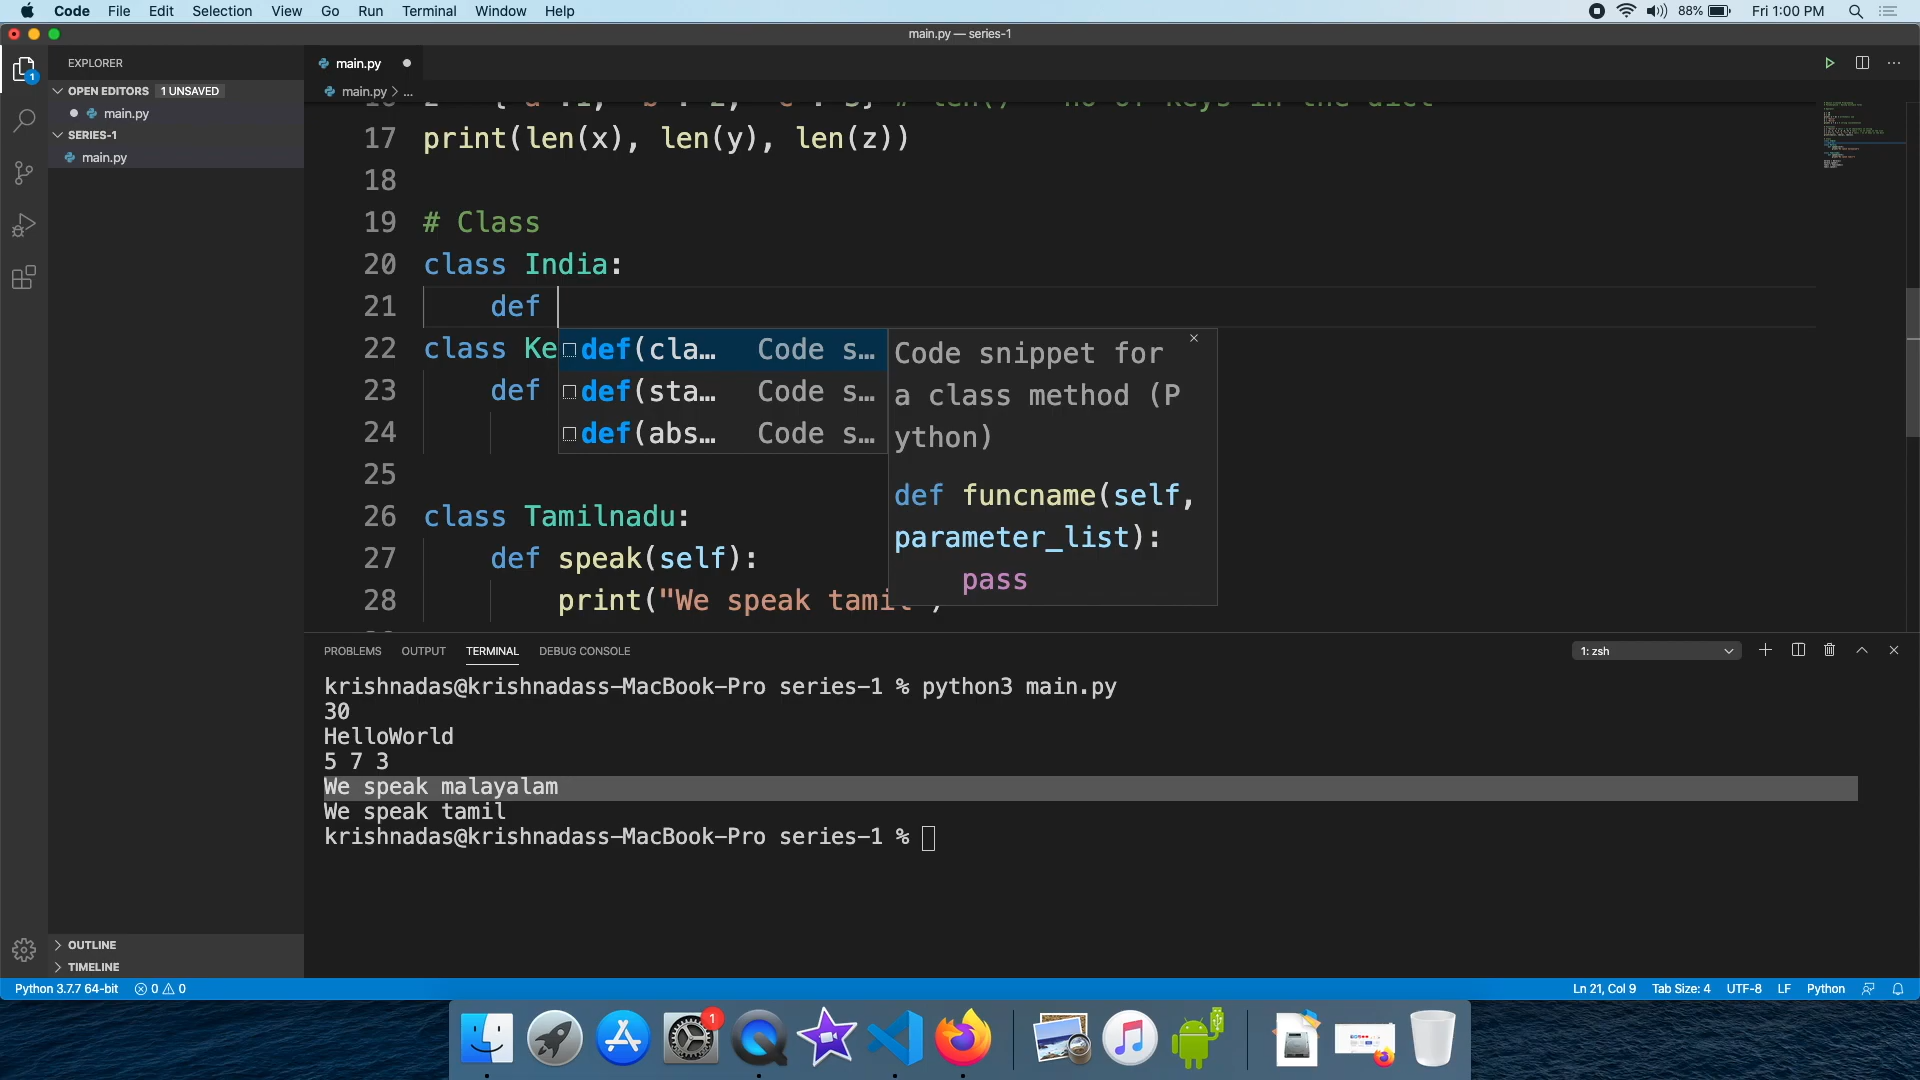 Code File Edit Selection View Go Run Terminal Window Help 88% Fri 1:00 PM
main.py — series-1
EXPLORER
OPEN EDITORS 1 UNSAVED
main.py
SERIES-1
main.py
OUTLINE
TIMELINE
1
main.py
main.py > ...
17 print(len(x), len(y), len(z))
18
19 # Class
20 class India:
21 def
22 class Ke
23 def
24
25
26 class Tamilnadu:
27 def speak(self):
28 print("We speak tamil")
def(cla… Code s…
def(sta… Code s…
def(abs… Code s…
Code snippet for
a class method (P
ython)
def funcname(self,
parameter_list):
pass
PROBLEMS OUTPUT TERMINAL DEBUG CONSOLE 1: zsh
krishnadas@krishnadass-MacBook-Pro series-1 % python3 main.py
30
HelloWorld
5 7 3
We speak malayalam
We speak tamil
krishnadas@krishnadass-MacBook-Pro series-1 %
Python 3.7.7 64-bit 0 0 Ln 21, Col 9 Tab Size: 4 UTF-8 LF Python
1